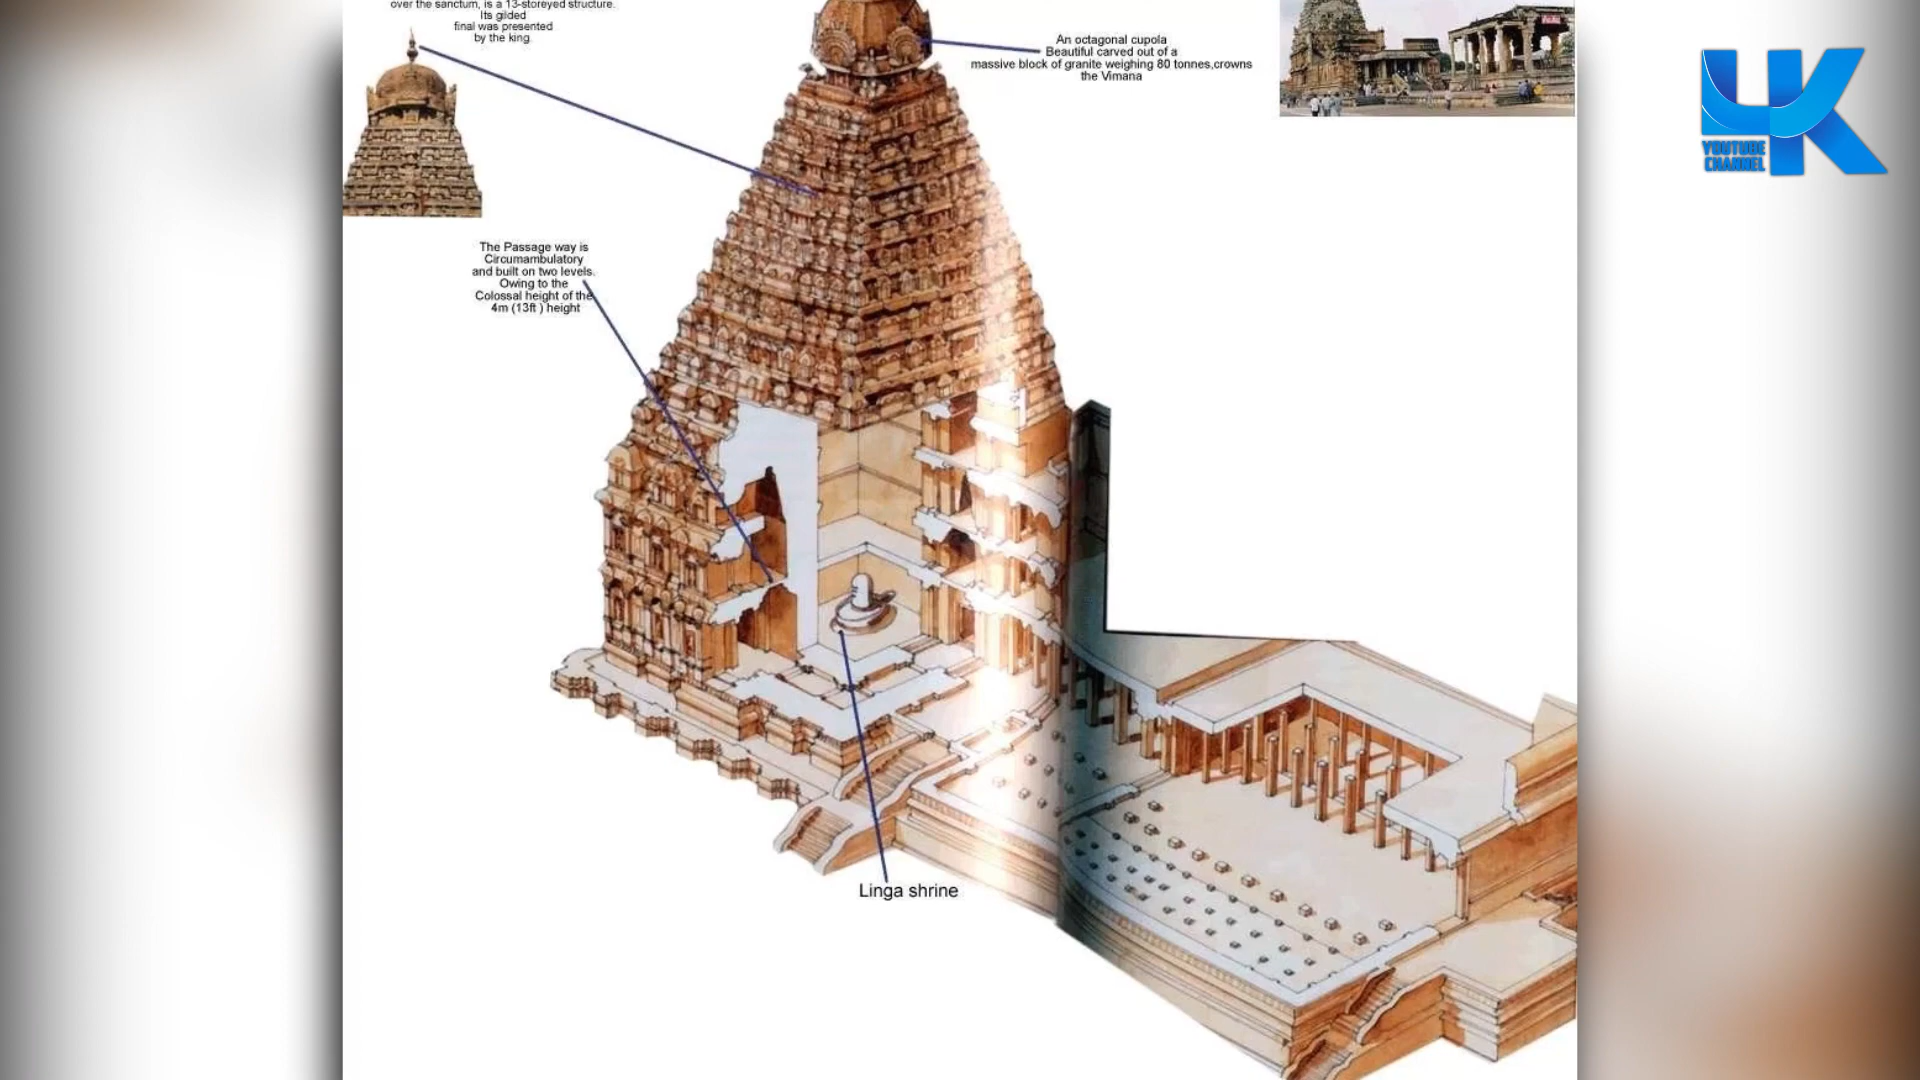 over the sanctum, is a 13-storeyed structure.
Its gilded
final was presented
by the king
An octagonal cupola
Beautiful carved out of a
massive block of granite weighing 80 tonnes,crowns
the Vimana
The Passage way is
Circumambulatory
and built on two levels.
Owing to the
Colossal height of the
4m (13ft ) height
Linga shrine
UK
YOUTUBE
CHANNEL